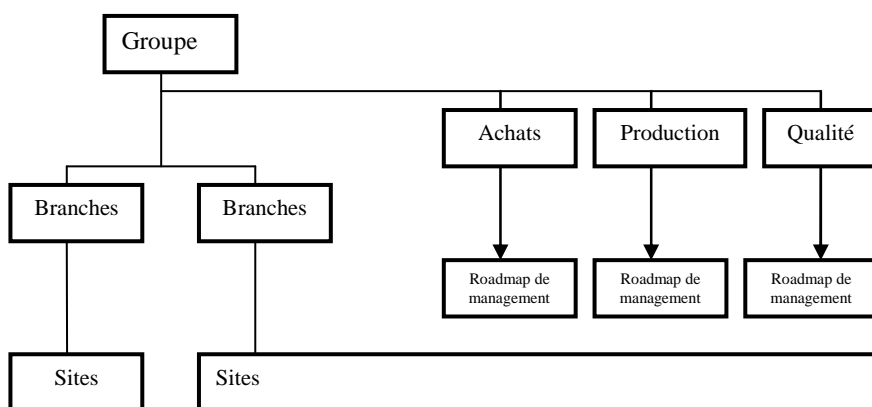 Groupe
Achats
Production
Qualité
Branches
Branches
Roadmap de
management
Roadmap de
management
Roadmap de
management
Sites
Sites